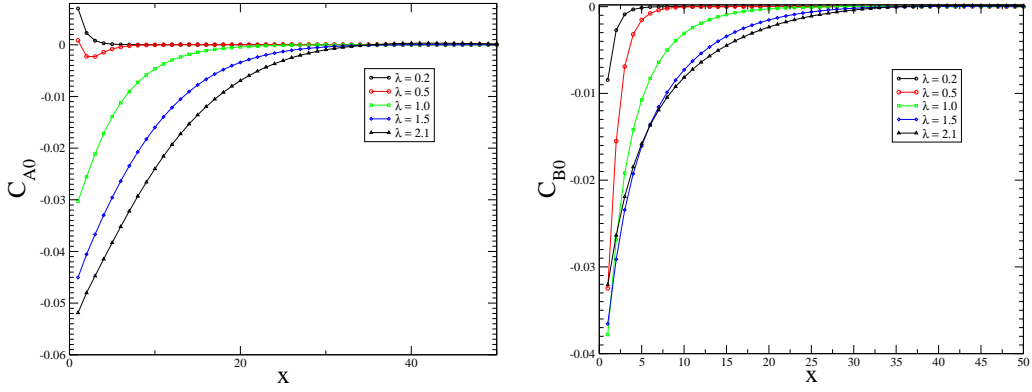 0
-0.01
-0.02
-0.03
-0.04
-0.05
-0.06
C_A0
0 20 40
x
λ = 0.2
λ = 0.5
λ = 1.0
λ = 1.5
λ = 2.1
0
-0.01
-0.02
-0.03
-0.04
C_B0
0 5 10 15 20 25 30 35 40 45 50
x
λ = 0.2
λ = 0.5
λ = 1.0
λ = 1.5
λ = 2.1